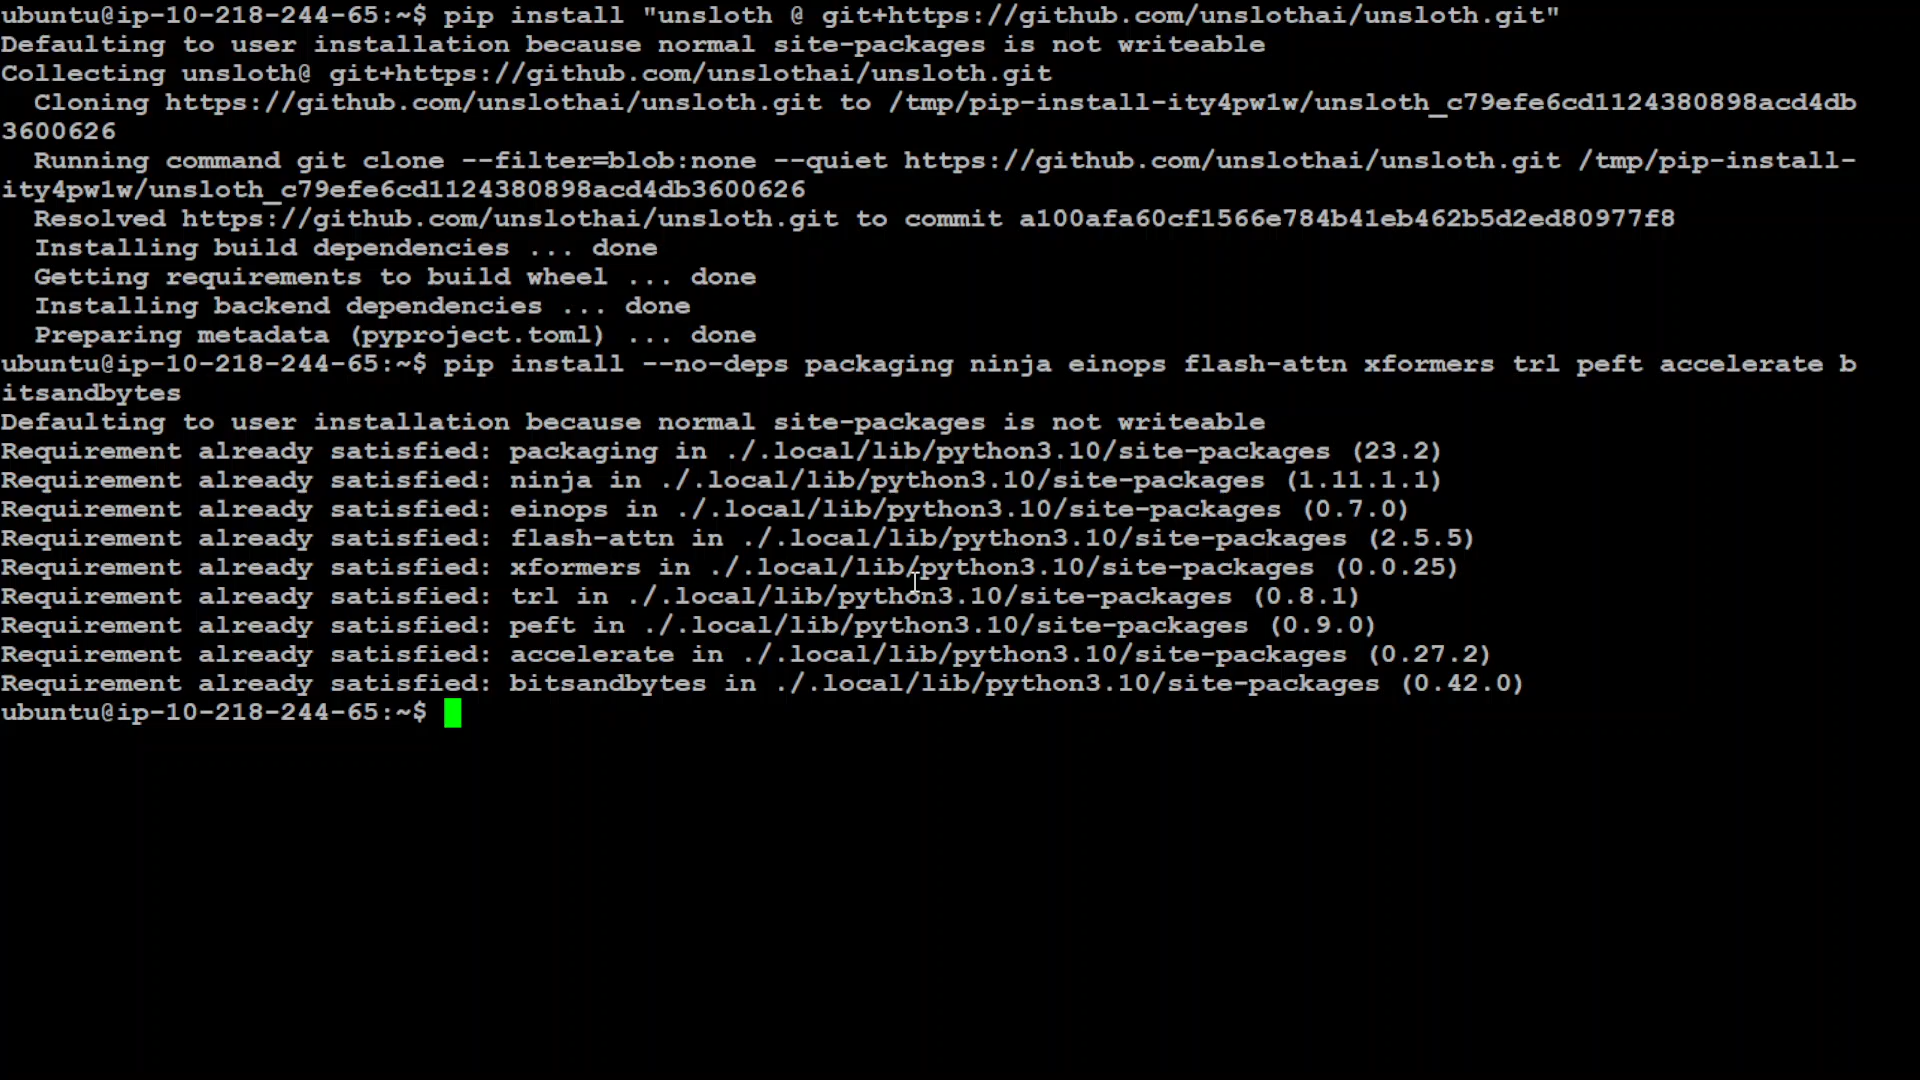 ubuntu@ip-10-218-244-65:~$ pip install "unsloth @ git+https://github.com/unslothai/unsloth.git"
Defaulting to user installation because normal site-packages is not writeable
Collecting unsloth@ git+https://github.com/unslothai/unsloth.git
  Cloning https://github.com/unslothai/unsloth.git to /tmp/pip-install-ity4pw1w/unsloth_c79efe6cd1124380898acd4db
3600626
  Running command git clone --filter=blob:none --quiet https://github.com/unslothai/unsloth.git /tmp/pip-install-
ity4pw1w/unsloth_c79efe6cd1124380898acd4db3600626
  Resolved https://github.com/unslothai/unsloth.git to commit a100afa60cf1566e784b41eb462b5d2ed80977f8
  Installing build dependencies ... done
  Getting requirements to build wheel ... done
  Installing backend dependencies ... done
  Preparing metadata (pyproject.toml) ... done
ubuntu@ip-10-218-244-65:~$ pip install --no-deps packaging ninja einops flash-attn xformers trl peft accelerate b
itsandbytes
Defaulting to user installation because normal site-packages is not writeable
Requirement already satisfied: packaging in ./.local/lib/python3.10/site-packages (23.2)
Requirement already satisfied: ninja in ./.local/lib/python3.10/site-packages (1.11.1.1)
Requirement already satisfied: einops in ./.local/lib/python3.10/site-packages (0.7.0)
Requirement already satisfied: flash-attn in ./.local/lib/python3.10/site-packages (2.5.5)
Requirement already satisfied: xformers in ./.local/lib/python3.10/site-packages (0.0.25)
Requirement already satisfied: trl in ./.local/lib/python3.10/site-packages (0.8.1)
Requirement already satisfied: peft in ./.local/lib/python3.10/site-packages (0.9.0)
Requirement already satisfied: accelerate in ./.local/lib/python3.10/site-packages (0.27.2)
Requirement already satisfied: bitsandbytes in ./.local/lib/python3.10/site-packages (0.42.0)
ubuntu@ip-10-218-244-65:~$